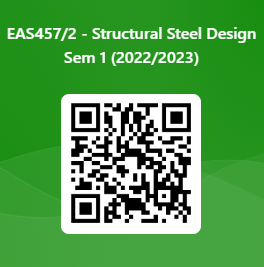 EAS457/2 - Structural Steel Design
Sem 1 (2022/2023)